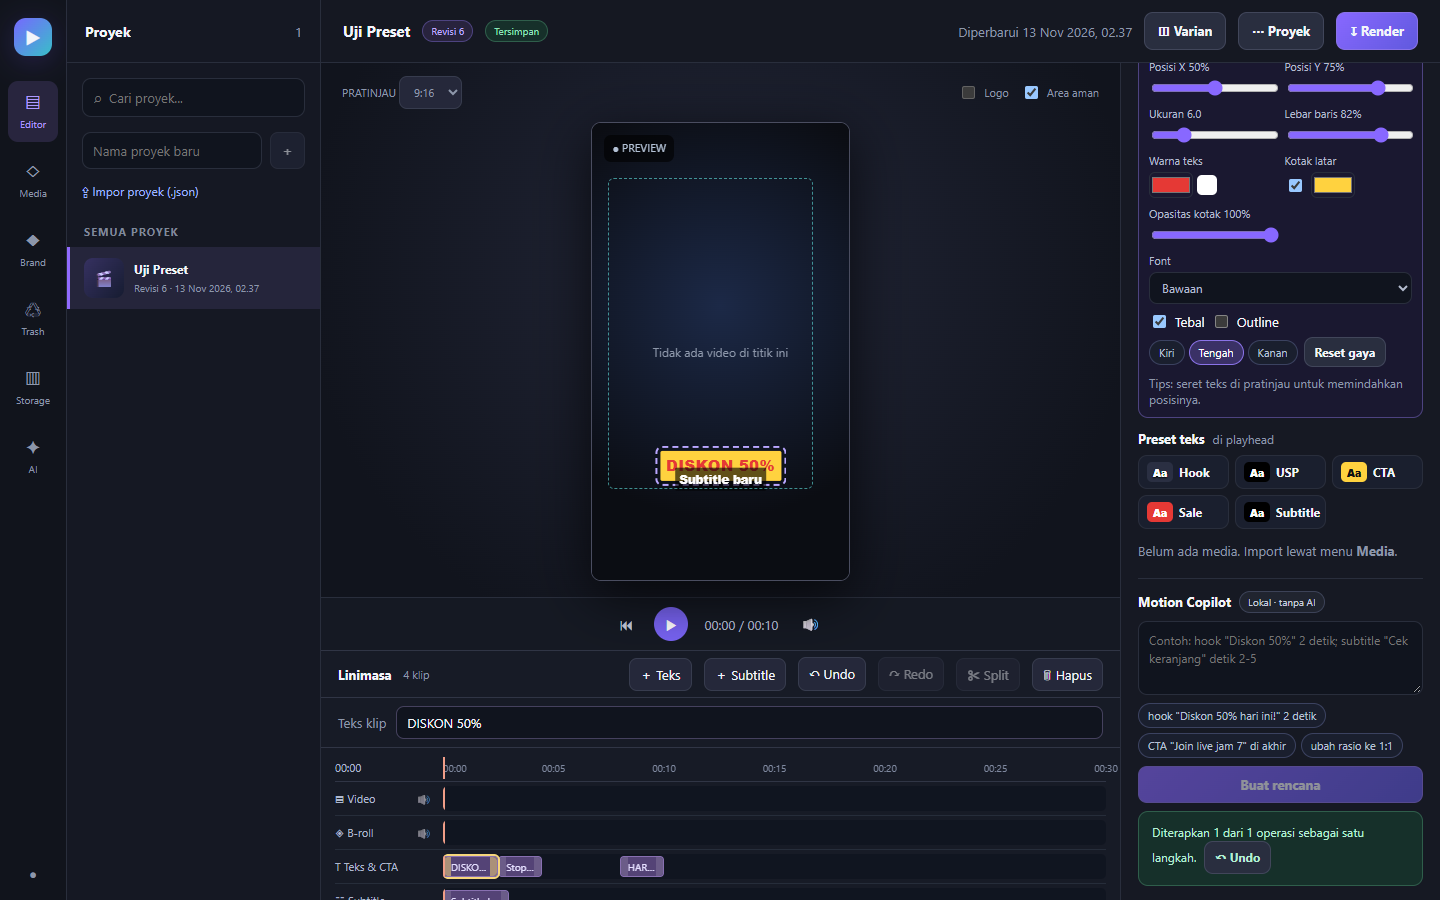 Proyek
1
Uji Preset
Revisi 6
Tersimpan
Diperbarui 13 Nov 2026, 02.37
Varian
Proyek
Render
Editor
Media
Brand
Trash
Storage
AI
Cari proyek...
Nama proyek baru
+
Impor proyek (.json)
SEMUA PROYEK
Uji Preset
Revisi 6 · 13 Nov 2026, 02.37
PRATINJAU
9:16
Logo
Area aman
PREVIEW
Tidak ada video di titik ini
DISKON 50%
Subtitle baru
00:00 / 00:10
Linimasa
4 klip
+ Teks
+ Subtitle
Undo
Redo
Split
Hapus
Teks klip
DISKON 50%
00:00
00:00
00:05
00:10
00:15
00:20
00:25
00:30
Video
B-roll
T Teks & CTA
DISKO...
Stop...
HAR...
Posisi X 50%
Posisi Y 75%
Ukuran 6.0
Lebar baris 82%
Warna teks
Kotak latar
Opasitas kotak 100%
Font
Bawaan
Tebal
Outline
Kiri
Tengah
Kanan
Reset gaya
Tips: seret teks di pratinjau untuk memindahkan
posisinya.
Preset teks
di playhead
Aa Hook
Aa USP
Aa CTA
Aa Sale
Aa Subtitle
Belum ada media. Import lewat menu Media.
Motion Copilot
Lokal · tanpa AI
Contoh: hook "Diskon 50%" 2 detik; subtitle "Cek
keranjang" detik 2-5
hook "Diskon 50% hari ini!" 2 detik
CTA "Join live jam 7" di akhir
ubah rasio ke 1:1
Buat rencana
Diterapkan 1 dari 1 operasi sebagai satu
langkah.
Undo